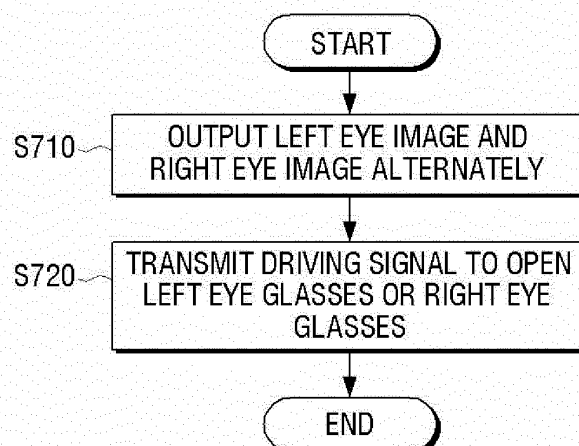 START
S710
OUTPUT LEFT EYE IMAGE AND
RIGHT EYE IMAGE ALTERNATELY
S720
TRANSMIT DRIVING SIGNAL TO OPEN
LEFT EYE GLASSES OR RIGHT EYE
GLASSES
END